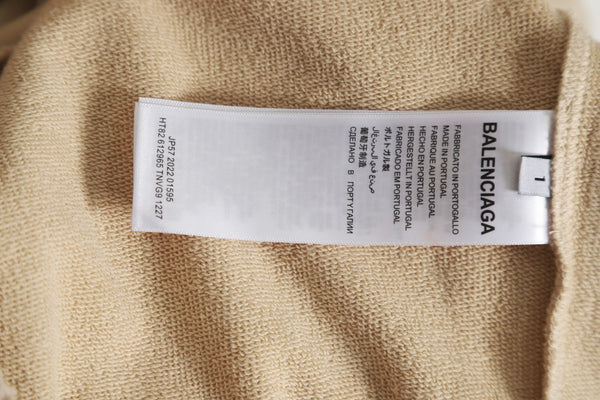 BALENCIAGA
1
FABBRICATO IN PORTOGALLO
MADE IN PORTUGAL
FABRIQUE AU PORTUGAL
HECHO EN PORTUGAL
HERGESTELLT IN PORTUGAL
FABRICADO EM PORTUGAL
ポルトガル製
葡萄牙制造
صنع في البرتغال
СДЕЛАНО В ПОРТУГАЛИИ
JP57 2022 01595
HT82 612965 TNVG9 1227